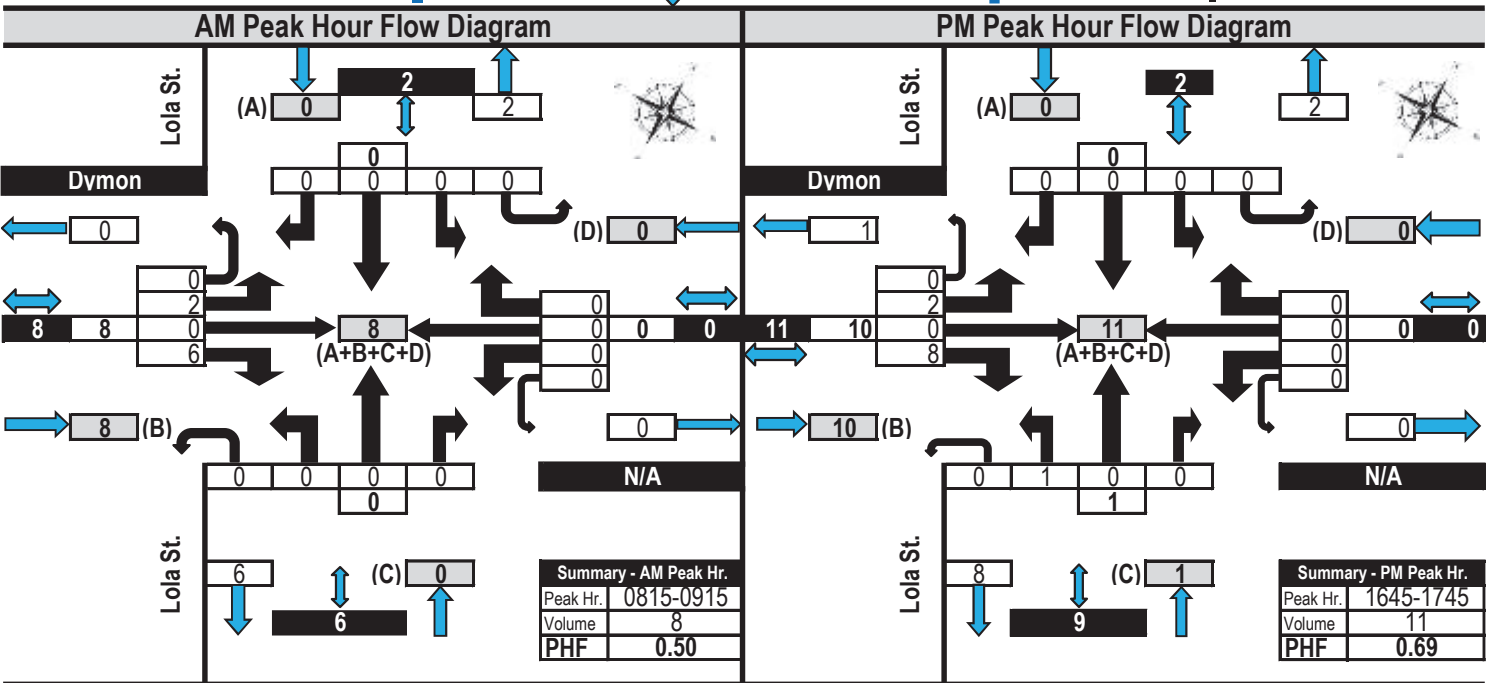 AM Peak Hour Flow Diagram
Lola St.
2
(A) 0 2
0
0 0 0 0
Dymon
0
(D) 0
0
2
8 8 0
6
8
(A+B+C+D)
0
0 0 0
0
0
8 (B)
0
0 0 0 0
0
N/A
Lola St.
6
(C) 0
6
Summary - AM Peak Hr.
Peak Hr. 0815-0915
Volume 8
PHF 0.50
PM Peak Hour Flow Diagram
Lola St.
2
(A) 0 2
0
0 0 0 0
Dymon
1
(D) 0
0
2
11 10 0
8
11
(A+B+C+D)
0
0 0 0
0
0
10 (B)
0
0 1 0 0
1
N/A
Lola St.
8
(C) 1
9
Summary - PM Peak Hr.
Peak Hr. 1645-1745
Volume 11
PHF 0.69